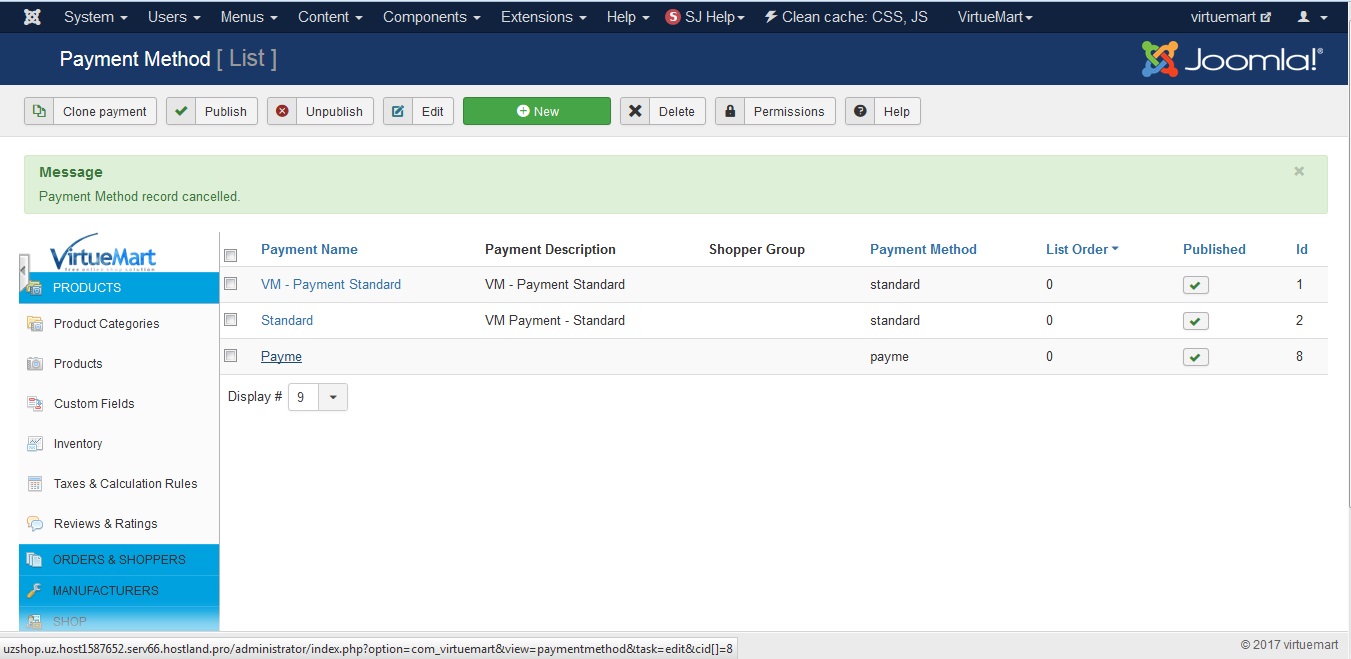 System Users Menus Content Components Extensions Help S SJ Help Clean cache: CSS, JS VirtueMart virtuemart
Payment Method [ List ] Joomla!®
Clone payment Publish Unpublish Edit New Delete Permissions Help
Message
Payment Method record cancelled.
VirtueMart
free online shop solution
PRODUCTS
Product Categories
Products
Custom Fields
Inventory
Taxes & Calculation Rules
Reviews & Ratings
ORDERS & SHOPPERS
MANUFACTURERS
SHOP
Payment Name Payment Description Shopper Group Payment Method List Order Published Id
VM - Payment Standard VM - Payment Standard standard 0 1
Standard VM Payment - Standard standard 0 2
Payme payme 0 8
Display # 9
uzshop.uz.host1587652.serv66.hostland.pro/administrator/index.php?option=com_virtuemart&view=paymentmethod&task=edit&cid[]=8
© 2017 virtuemart